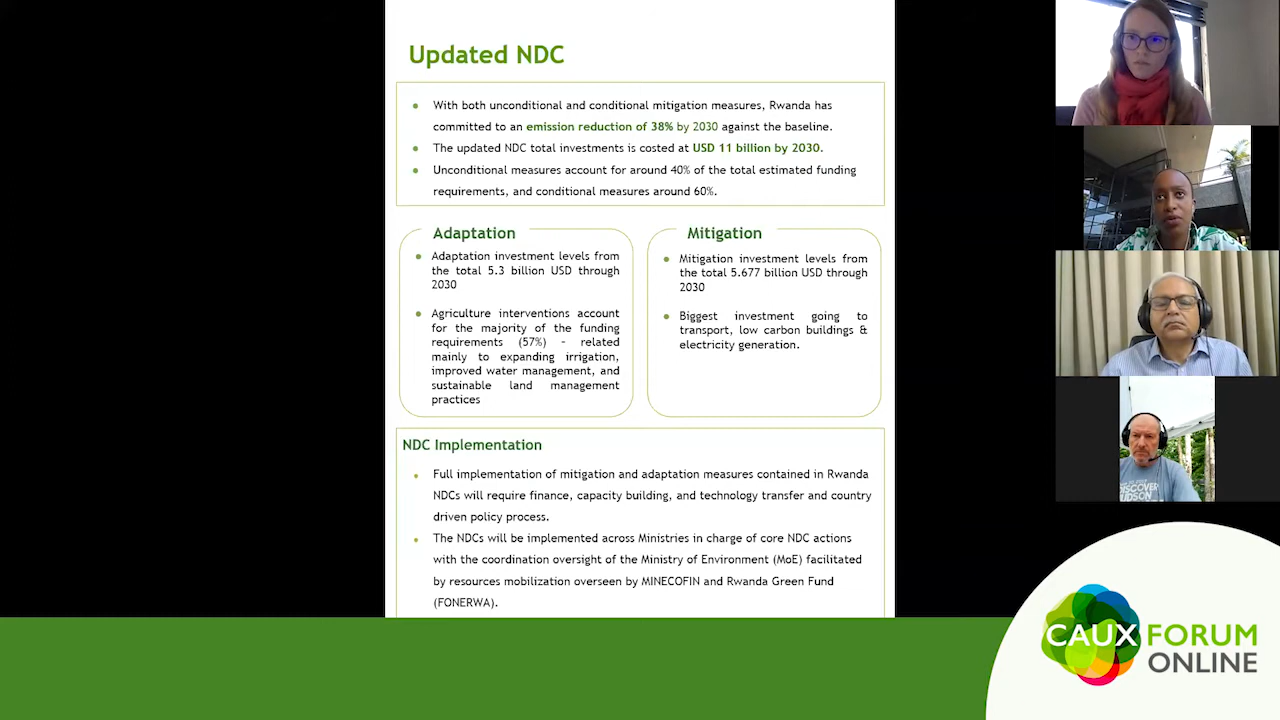 Updated NDC
With both unconditional and conditional mitigation measures, Rwanda has
committed to an emission reduction of 38% by 2030 against the baseline.
The updated NDC total investments is costed at USD 11 billion by 2030.
Unconditional measures account for around 40% of the total estimated funding
requirements, and conditional measures around 60%.
Adaptation
Adaptation investment levels from
the total 5.3 billion USD through
2030
Agriculture interventions account
for the majority of the funding
requirements (57%) - related
mainly to expanding irrigation,
improved water management, and
sustainable land management
practices
Mitigation
Mitigation investment levels from
the total 5.677 billion USD through
2030
Biggest investment going to
transport, low carbon buildings &
electricity generation.
NDC Implementation
Full implementation of mitigation and adaptation measures contained in Rwanda
NDCs will require finance, capacity building, and technology transfer and country
driven policy process.
The NDCs will be implemented across Ministries in charge of core NDC actions
with the coordination oversight of the Ministry of Environment (MoE) facilitated
by resources mobilization overseen by MINECOFIN and Rwanda Green Fund
(FONERWA).
DISCOVER
CAUX FORUM
ONLINE